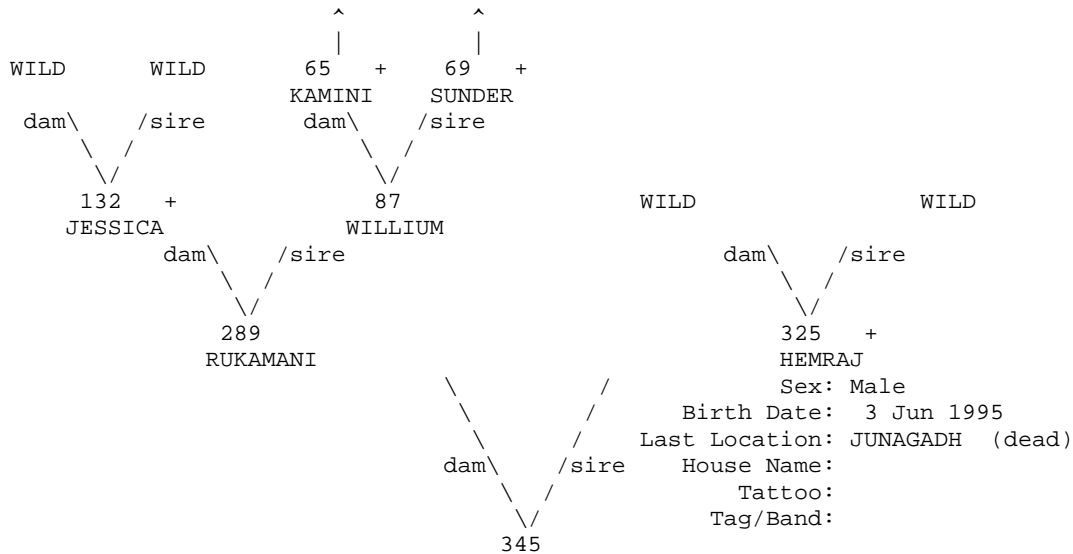 ^ ^
| |
WILD WILD 65 + 69 +
KAMINI SUNDER
dam\ /sire dam\ /sire
\ / \ /
\/ \/
132 + 87 WILD WILD
JESSICA WILLIUM
dam\ /sire dam\ /sire
\ / \ /
\/ \/
289 325 +
RUKAMANI HEMRAJ
\ / Sex: Male
\ / Birth Date: 3 Jun 1995
\ / Last Location: JUNAGADH (dead)
dam\ /sire House Name:
\ / Tattoo:
\/ Tag/Band:
345